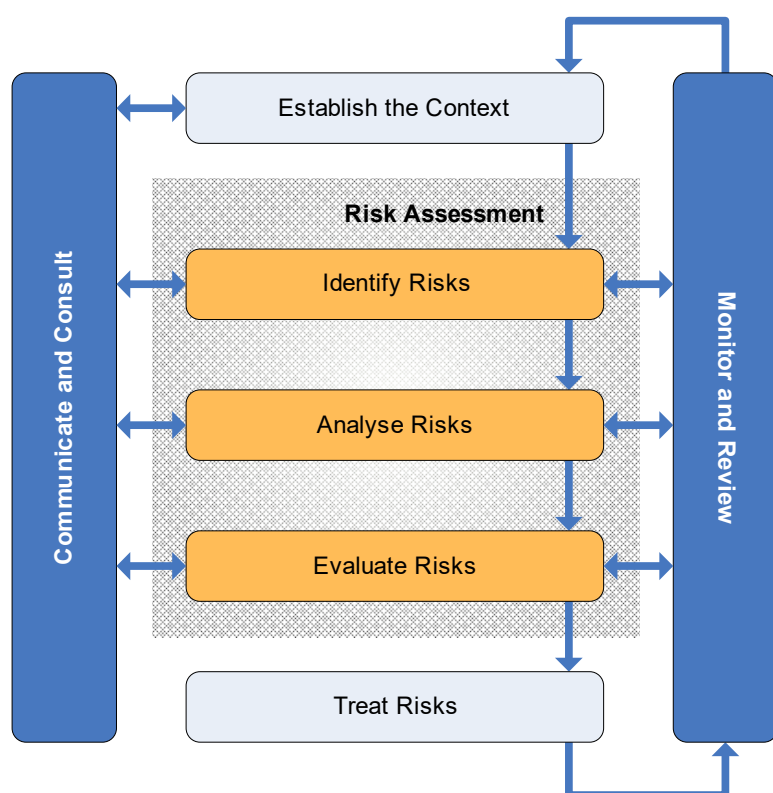 Establish the Context
Risk Assessment
Identify Risks
Analyse Risks
Evaluate Risks
Treat Risks
Communicate and Consult
Monitor and Review